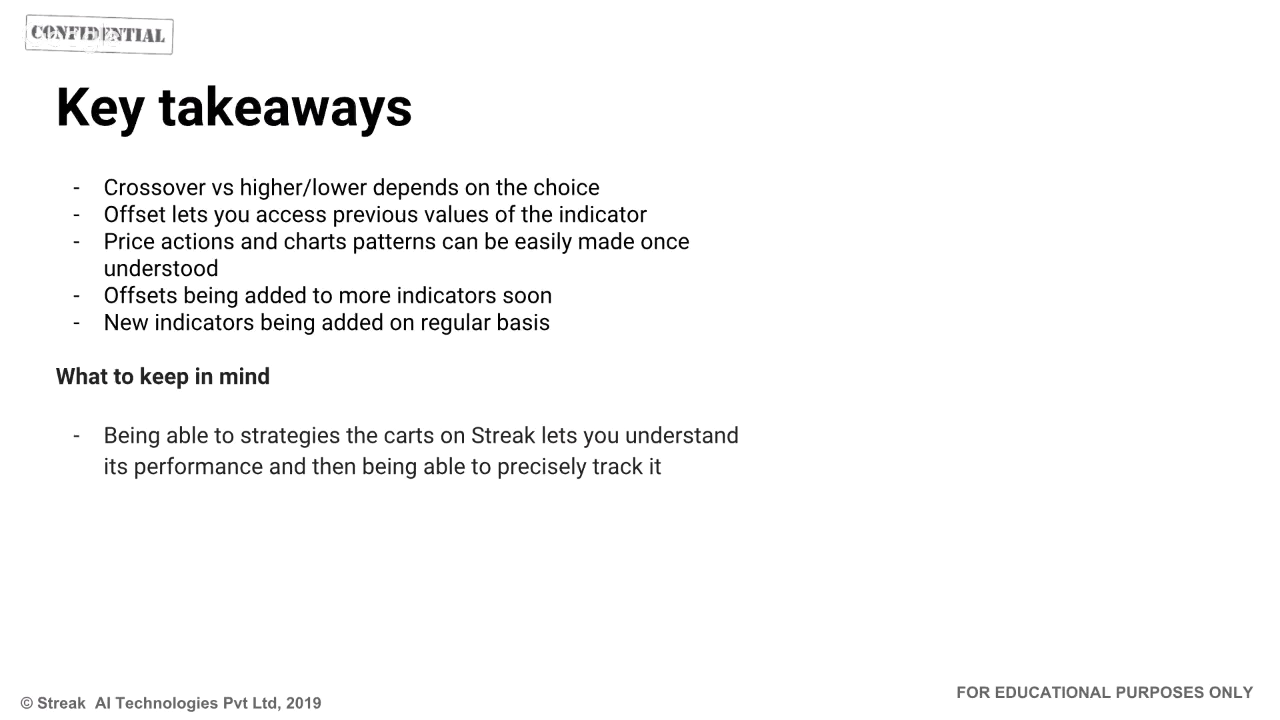 CONFIDENTIAL
Key takeaways
- Crossover vs higher/lower depends on the choice
- Offset lets you access previous values of the indicator
- Price actions and charts patterns can be easily made once
understood
- Offsets being added to more indicators soon
- New indicators being added on regular basis
What to keep in mind
- Being able to strategies the carts on Streak lets you understand
its performance and then being able to precisely track it
© Streak  AI Technologies Pvt Ltd, 2019
FOR EDUCATIONAL PURPOSES ONLY